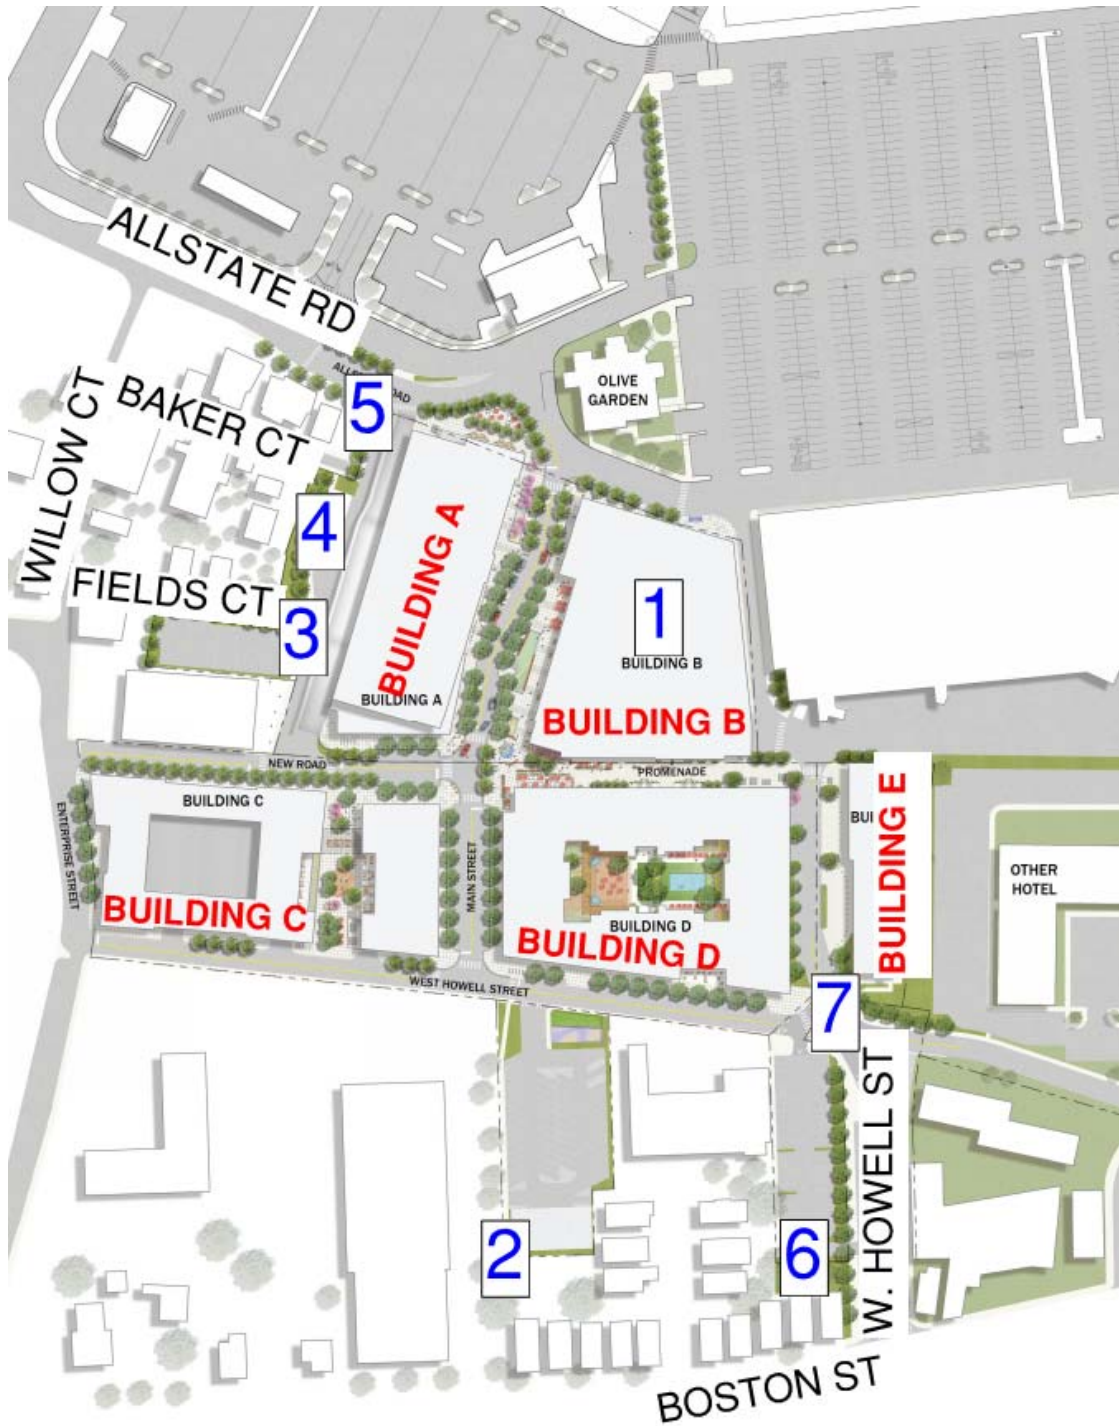 ALLSTATE RD
OLIVE
GARDEN
5
BAKER CT
WILLOW CT
4
BUILDING A
FIELDS CT
3
1
BUILDING B
BUILDING A
BUILDING B
NEW ROAD
PROMENADE
BUILDING C
ENTERPRISE STREET
MAIN STREET
BUILDING E
OTHER
HOTEL
BUILDING C
BUILDING D
BUILDING D
WEST HOWELL STREET
7
2
6
W. HOWELL ST
BOSTON ST